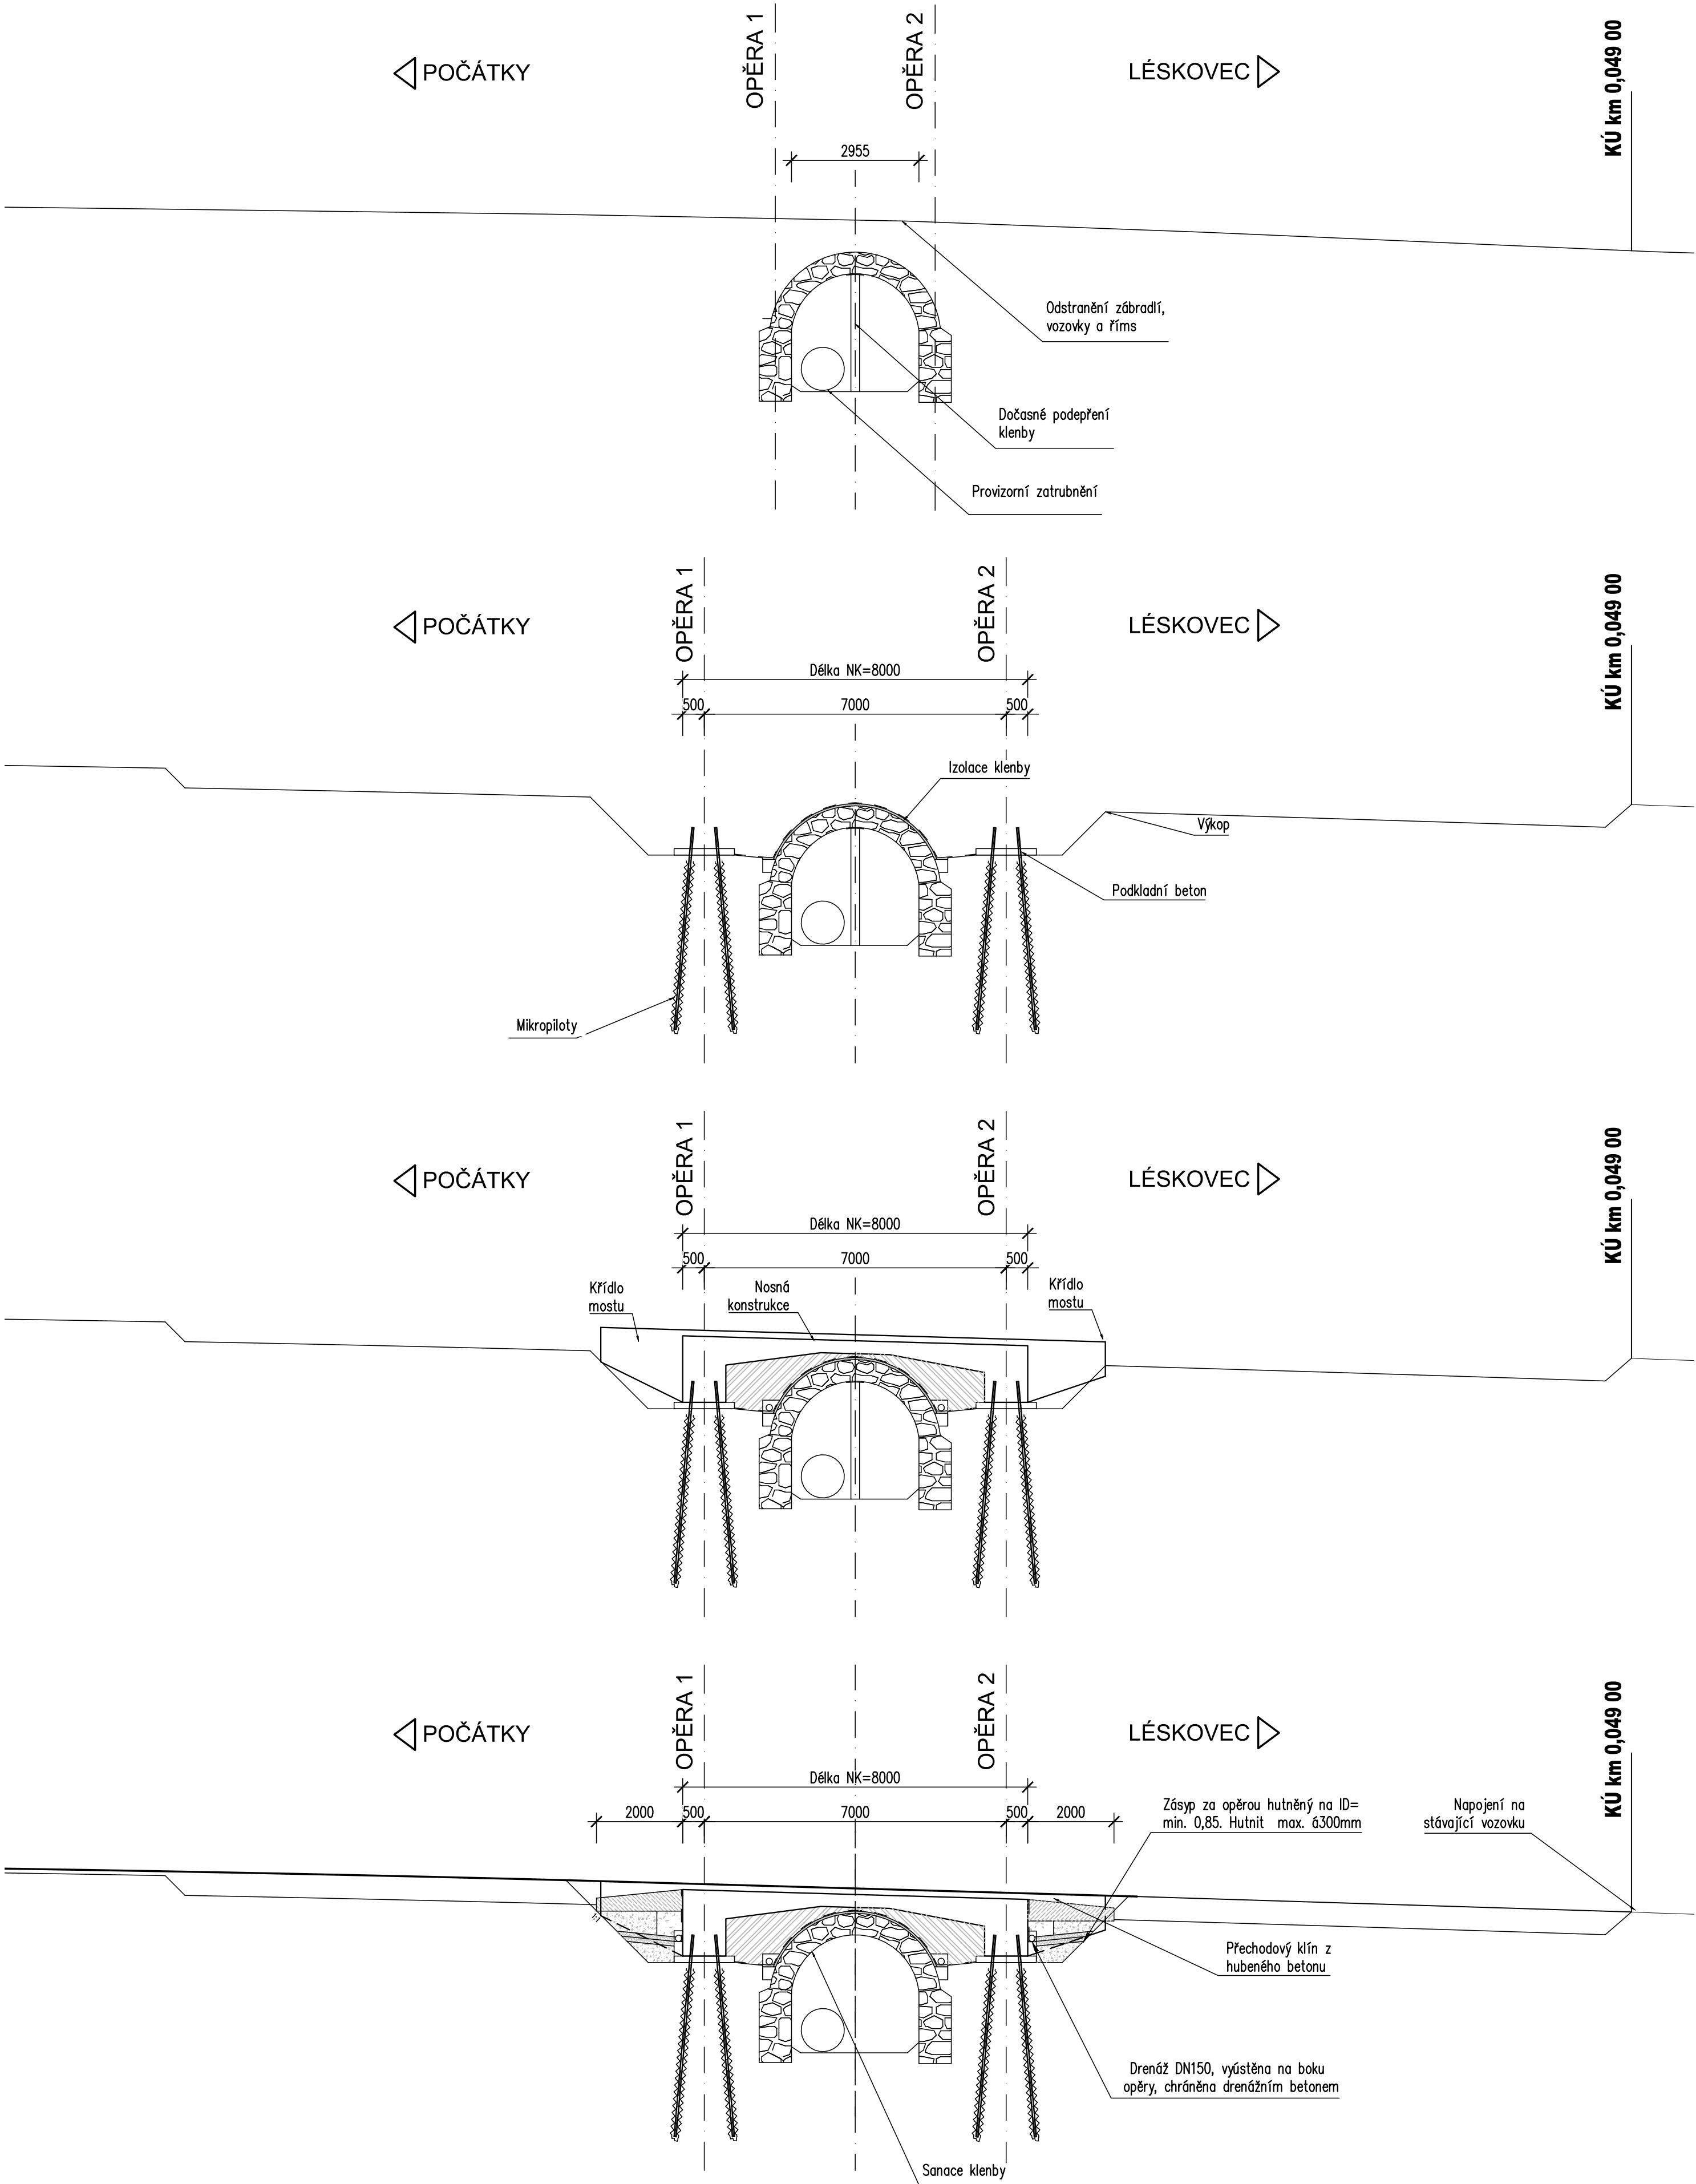 POČÁTKY
OPĚRA 1
OPĚRA 2
LÉSKOVEC
KÚ km 0,049 00
2955
Odstranění zábradlí,
vozovky a říms
Dočasné podepření
klenby
Provizorní zatrubnění
POČÁTKY
OPĚRA 1
OPĚRA 2
LÉSKOVEC
KÚ km 0,049 00
Délka NK=8000
500
7000
500
Izolace klenby
Výkop
Podkladní beton
Mikropiloty
POČÁTKY
OPĚRA 1
OPĚRA 2
LÉSKOVEC
KÚ km 0,049 00
Délka NK=8000
500
7000
500
Křídlo
mostu
Nosná
konstrukce
Křídlo
mostu
POČÁTKY
OPĚRA 1
OPĚRA 2
LÉSKOVEC
KÚ km 0,049 00
Délka NK=8000
2000
500
7000
500
2000
Zásyp za opěrou hutněný na ID=
min. 0,85. Hutnit max. á300mm
Napojení na
stávající vozovku
1:1
Přechodový klín z
hubeného betonu
Drenáž DN150, vyústěna na boku
opěry, chráněna drenážním betonem
Sanace klenby